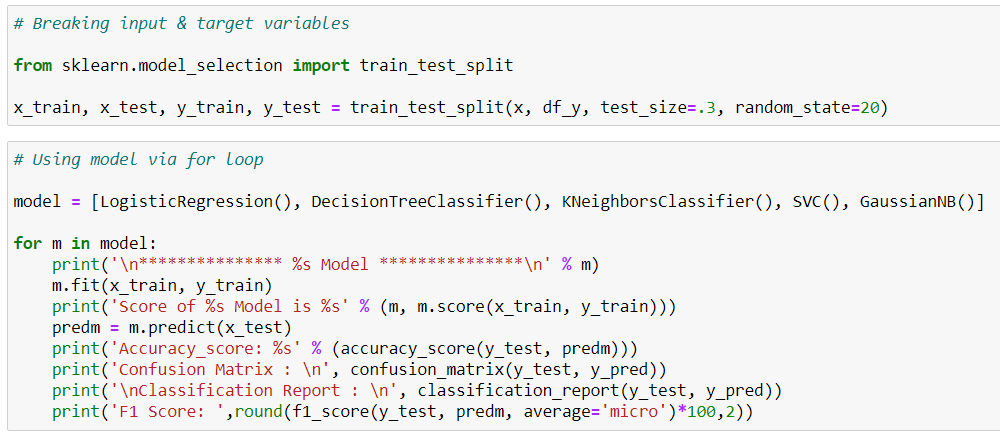 # Breaking input & target variables
from sklearn.model_selection import train_test_split
x_train, x_test, y_train, y_test = train_test_split(x, df_y, test_size=.3, random_state=20)
# Using model via for loop
model = [LogisticRegression(), DecisionTreeClassifier(), KNeighborsClassifier(), SVC(), GaussianNB()]
for m in model:
    print('\n*************** %s Model ***************\n' % m)
    m.fit(x_train, y_train)
    print('Score of %s Model is %s' % (m, m.score(x_train, y_train)))
    predm = m.predict(x_test)
    print('Accuracy_score: %s' % (accuracy_score(y_test, predm)))
    print('Confusion Matrix : \n', confusion_matrix(y_test, y_pred))
    print('\nClassification Report : \n', classification_report(y_test, y_pred))
    print('F1 Score: ',round(f1_score(y_test, predm, average='micro')*100,2))